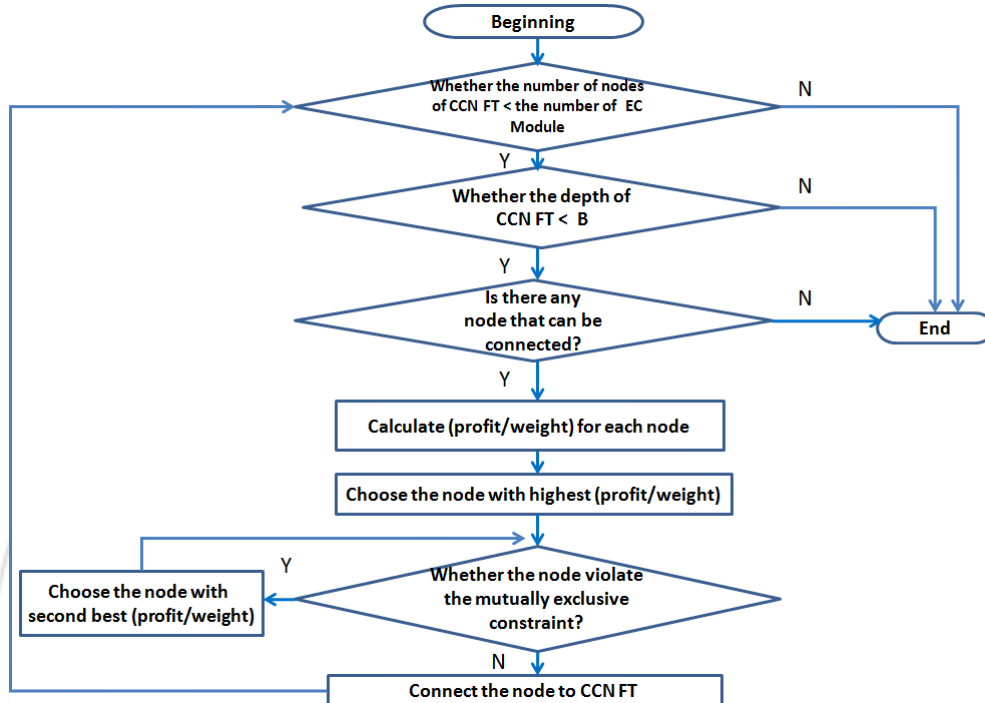 Beginning
Whether the number of nodes
of CCN FT < the number of EC
Module
N
Y
Whether the depth of
CCN FT < B
N
Y
Is there any
node that can be
connected?
N
End
Y
Calculate (profit/weight) for each node
Choose the node with highest (profit/weight)
Whether the node violate
the mutually exclusive
constraint?
Y
Choose the node with
second best (profit/weight)
N
Connect the node to CCN FT